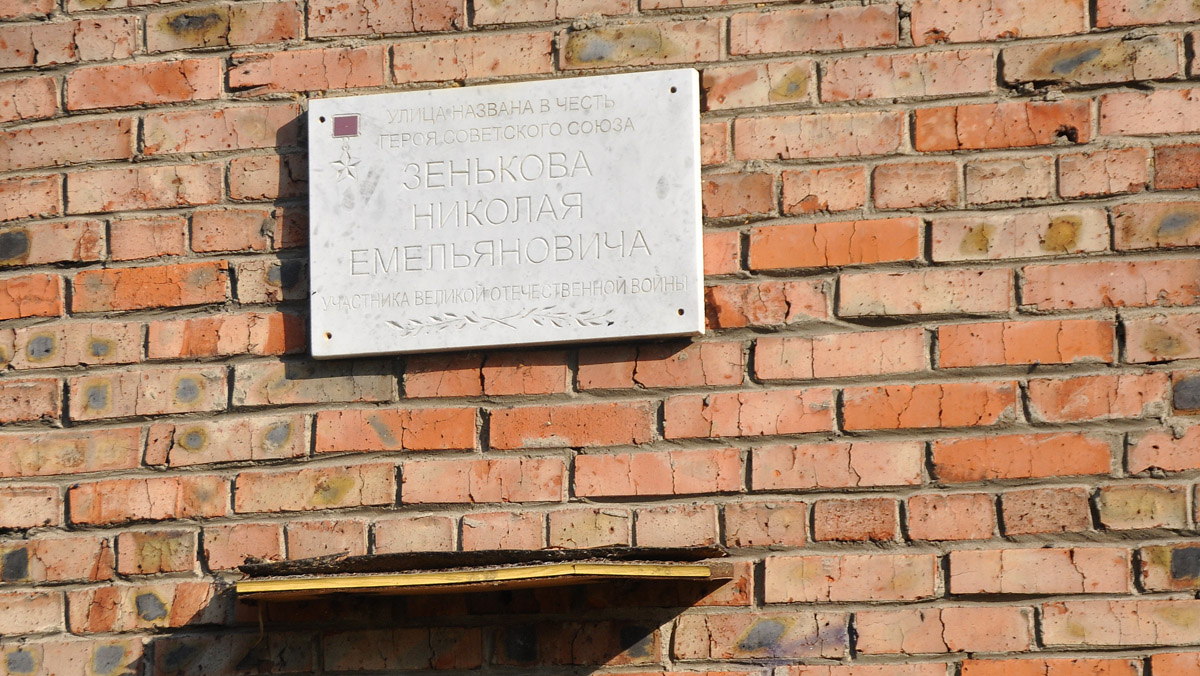 УЛИЦА НАЗВАНА В ЧЕСТЬ
ГЕРОЯ СОВЕТСКОГО СОЮЗА
ЗЕНЬКОВА
НИКОЛАЯ
ЕМЕЛЬЯНОВИЧА
УЧАСТНИКА ВЕЛИКОЙ ОТЕЧЕСТВЕННОЙ ВОЙНЫ